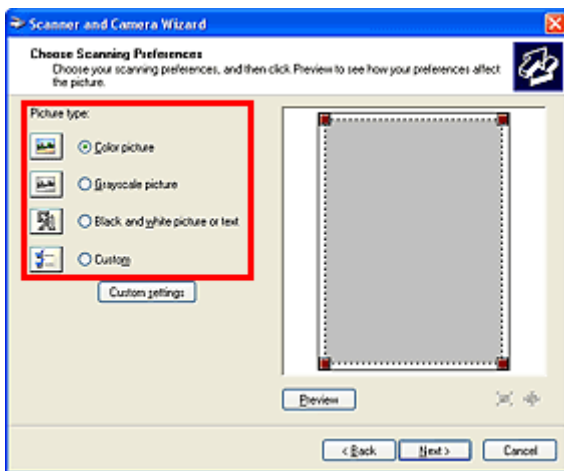 Scanner and Camera Wizard
Choose Scanning Preferences
Choose your scanning preferences, and then click Preview to see how your preferences affect
the picture.
Picture type:
Color picture
Grayscale picture
Black and white picture or text
Custom
Custom settings
Preview
< Back
Next >
Cancel